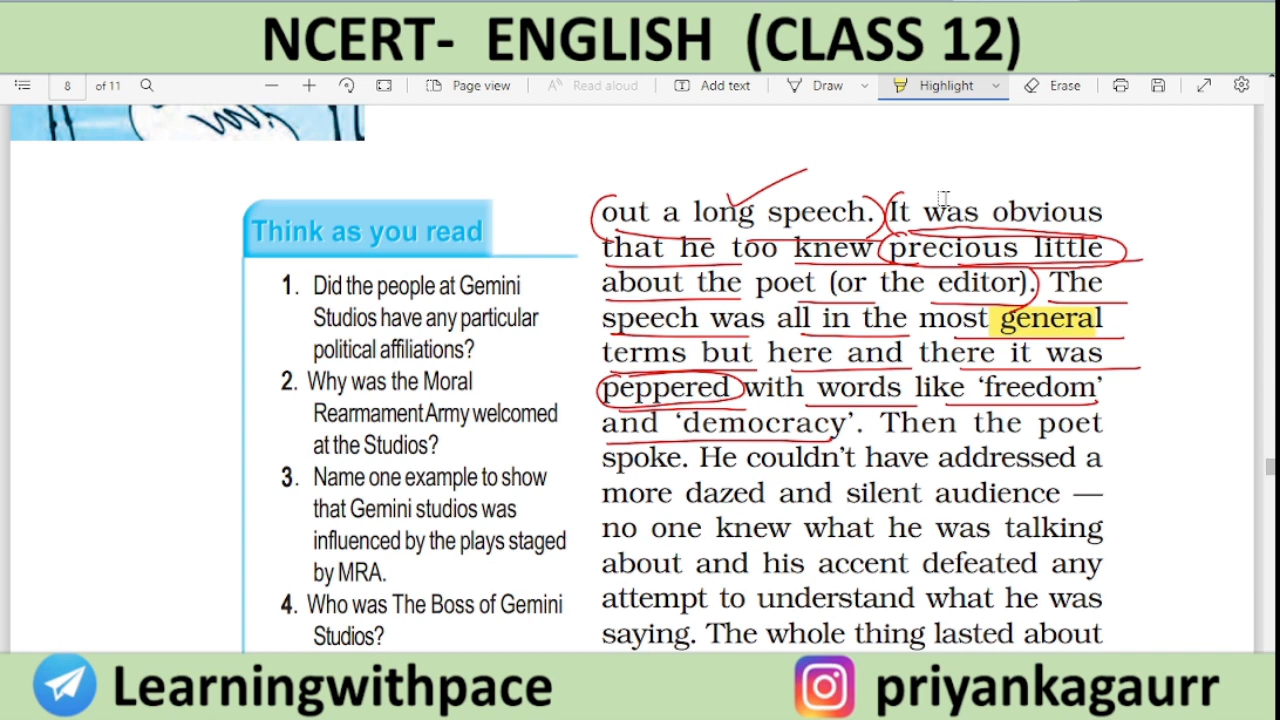 NCERT- ENGLISH (CLASS 12)
8 of 11 Page view Read aloud Add text Draw Highlight Erase
Think as you read
1. Did the people at Gemini
Studios have any particular
political affiliations?
2. Why was the Moral
Rearmament Army welcomed
at the Studios?
3. Name one example to show
that Gemini studios was
influenced by the plays staged
by MRA.
4. Who was The Boss of Gemini
Studios?
out a long speech. It was obvious
that he too knew precious little
about the poet (or the editor). The
speech was all in the most general
terms but here and there it was
peppered with words like ‘freedom’
and ‘democracy’. Then the poet
spoke. He couldn’t have addressed a
more dazed and silent audience —
no one knew what he was talking
about and his accent defeated any
attempt to understand what he was
saying. The whole thing lasted about
Learningwithpace priyankagaurr